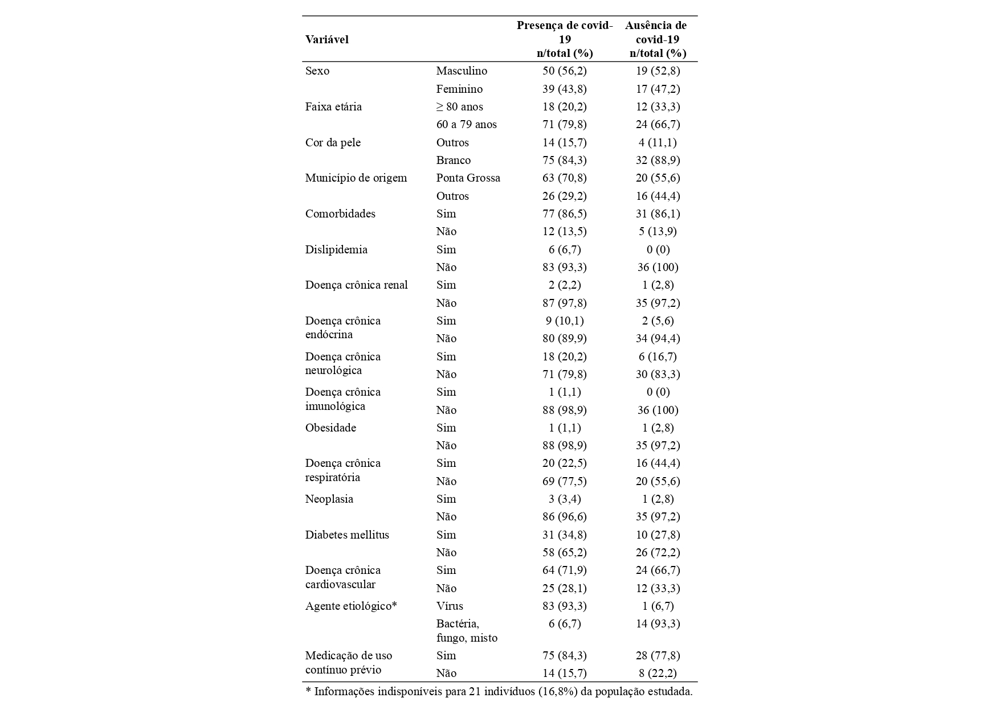 Variável Presença de covid-19 n/total (%) Ausência de covid-19 n/total (%)
Sexo Masculino 50 (56,2) 19 (52,8)
Feminino 39 (43,8) 17 (47,2)
Faixa etária ≥ 80 anos 18 (20,2) 12 (33,3)
60 a 79 anos 71 (79,8) 24 (66,7)
Cor da pele Outros 14 (15,7) 4 (11,1)
Branco 75 (84,3) 32 (88,9)
Município de origem Ponta Grossa 63 (70,8) 20 (55,6)
Outros 26 (29,2) 16 (44,4)
Comorbidades Sim 77 (86,5) 31 (86,1)
Não 12 (13,5) 5 (13,9)
Dislipidemia Sim 6 (6,7) 0 (0)
Não 83 (93,3) 36 (100)
Doença crônica renal Sim 2 (2,2) 1 (2,8)
Não 87 (97,8) 35 (97,2)
Doença crônica endócrina Sim 9 (10,1) 2 (5,6)
Não 80 (89,9) 34 (94,4)
Doença crônica neurológica Sim 18 (20,2) 6 (16,7)
Não 71 (79,8) 30 (83,3)
Doença crônica imunológica Sim 1 (1,1) 0 (0)
Não 88 (98,9) 36 (100)
Obesidade Sim 1 (1,1) 1 (2,8)
Não 88 (98,9) 35 (97,2)
Doença crônica respiratória Sim 20 (22,5) 16 (44,4)
Não 69 (77,5) 20 (55,6)
Neoplasia Sim 3 (3,4) 1 (2,8)
Não 86 (96,6) 35 (97,2)
Diabetes mellitus Sim 31 (34,8) 10 (27,8)
Não 58 (65,2) 26 (72,2)
Doença crônica cardiovascular Sim 64 (71,9) 24 (66,7)
Não 25 (28,1) 12 (33,3)
Agente etiológico* Vírus 83 (93,3) 1 (6,7)
Bactéria, fungo, misto 6 (6,7) 14 (93,3)
Medicação de uso contínuo prévio Sim 75 (84,3) 28 (77,8)
Não 14 (15,7) 8 (22,2)
* Informações indisponíveis para 21 indivíduos (16,8%) da população estudada.